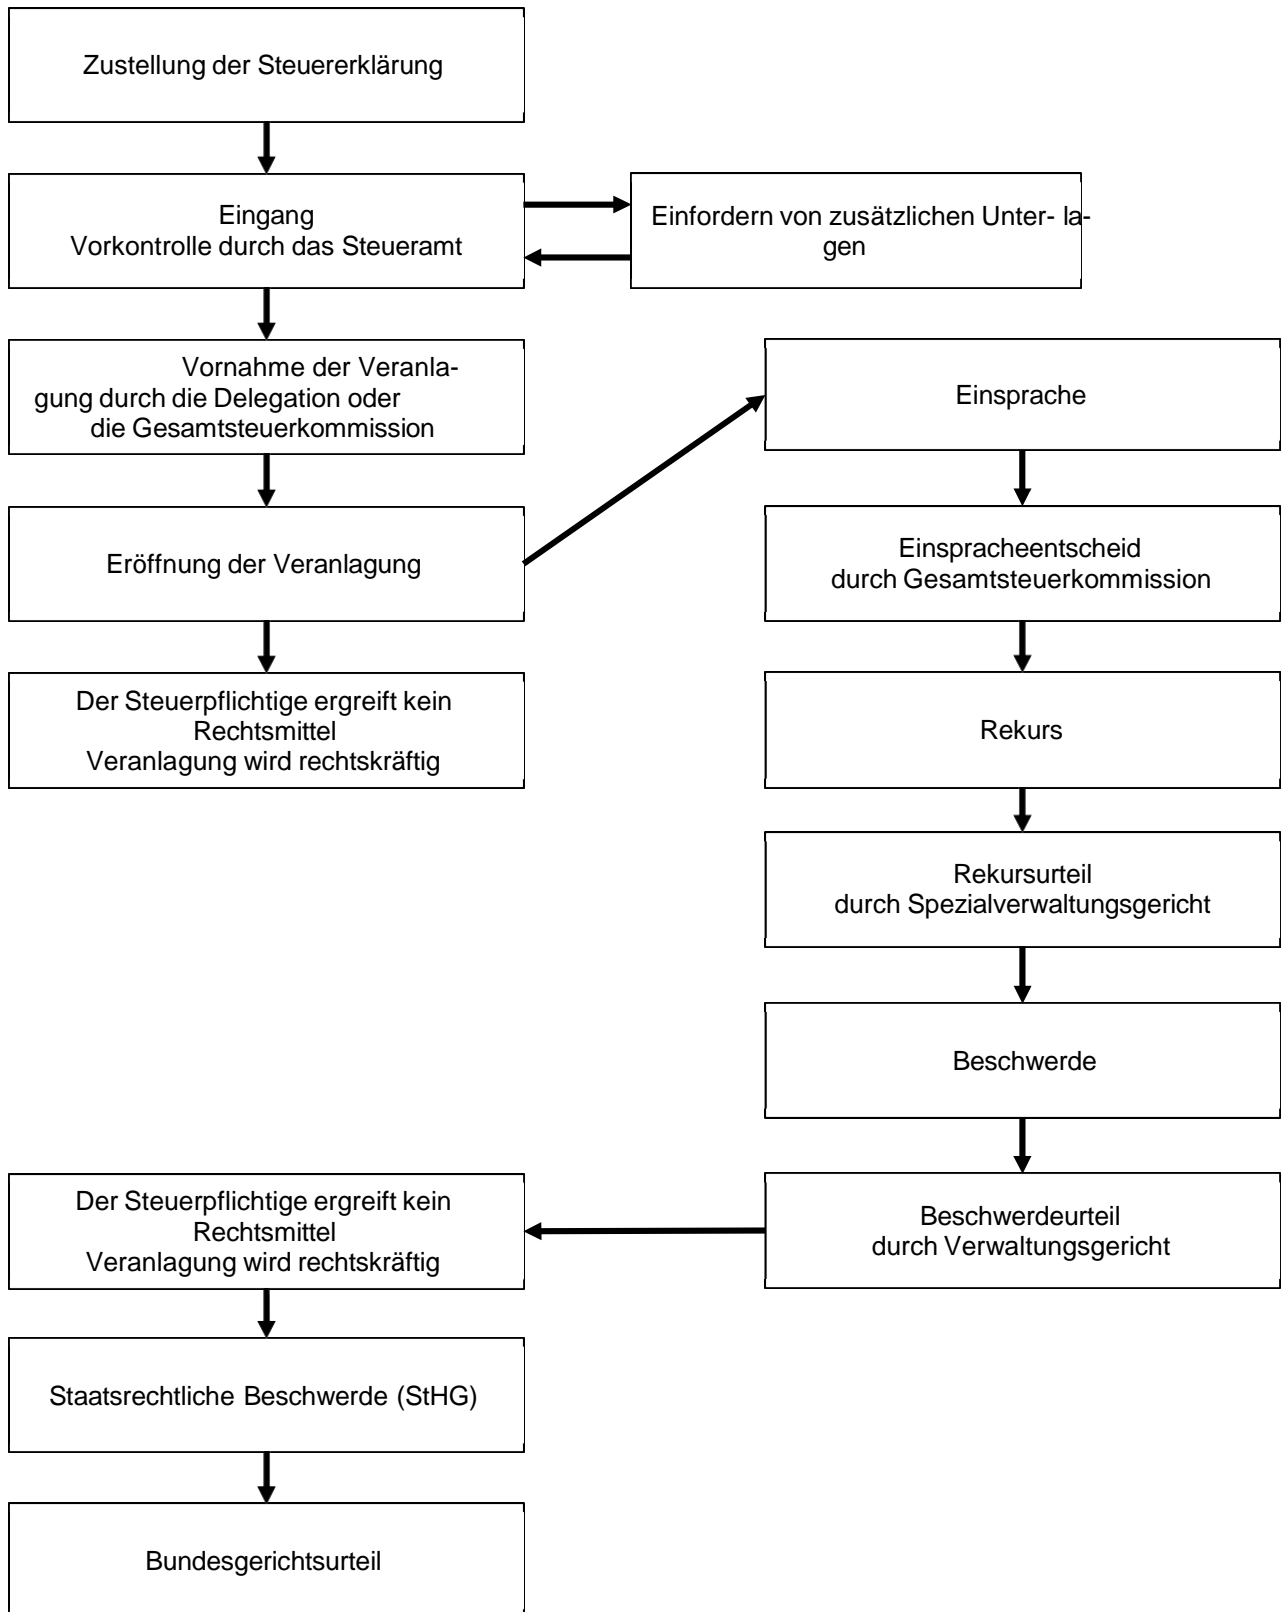 Zustellung der Steuererklärung
Eingang
Vorkontrolle durch das Steueramt
Einfordern von zusätzlichen Unter- la-
gen
Vornahme der Veranla-
gung durch die Delegation oder
die Gesamtsteuerkommission
Eröffnung der Veranlagung
Der Steuerpflichtige ergreift kein
Rechtsmittel
Veranlagung wird rechtskräftig
Einsprache
Einspracheentscheid
durch Gesamtsteuerkommission
Rekurs
Rekursurteil
durch Spezialverwaltungsgericht
Beschwerde
Beschwerdeurteil
durch Verwaltungsgericht
Der Steuerpflichtige ergreift kein
Rechtsmittel
Veranlagung wird rechtskräftig
Staatsrechtliche Beschwerde (StHG)
Bundesgerichtsurteil